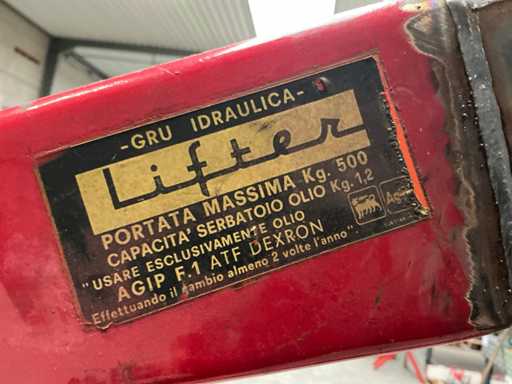 -GRU IDRAULICA-
Lifter
PORTATA MASSIMA Kg. 500
CAPACITA' SERBATOIO OLIO Kg. 1,2
"USARE ESCLUSIVAMENTE OLIO
AGIP F.1 ATF DEXRON
Effettuando il cambio almeno 2 volte l'anno"